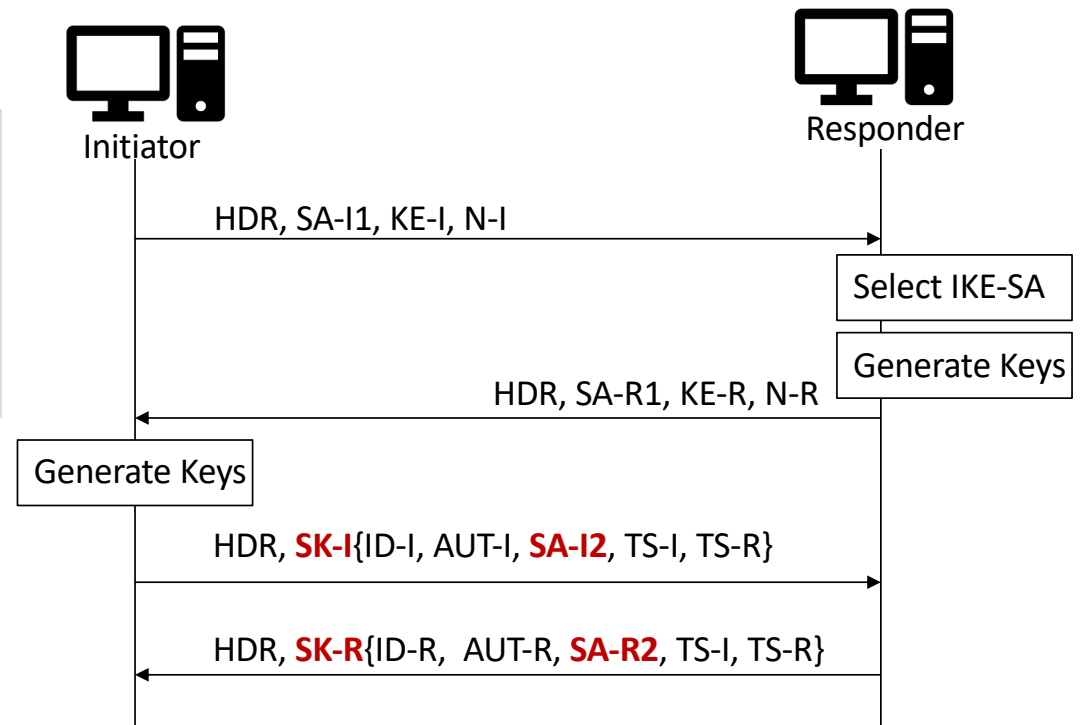 Initiator
Responder
HDR, SA-I1, KE-I, N-I
Select IKE-SA
Generate Keys
HDR, SA-R1, KE-R, N-R
Generate Keys
HDR, SK-I{ID-I, AUT-I, SA-I2, TS-I, TS-R}
HDR, SK-R{ID-R, AUT-R, SA-R2, TS-I, TS-R}